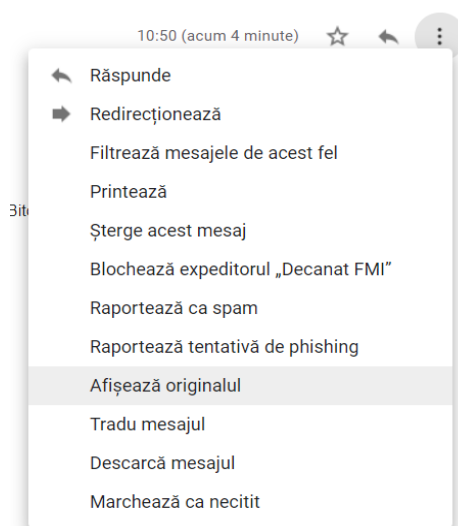 10:50 (acum 4 minute)
Răspunde
Redirecționează
Filtrează mesajele de acest fel
Printează
Șterge acest mesaj
Blochează expeditorul „Decanat FMI”
Raportează ca spam
Raportează tentativă de phishing
Afișează originalul
Tradu mesajul
Descarcă mesajul
Marchează ca necitit